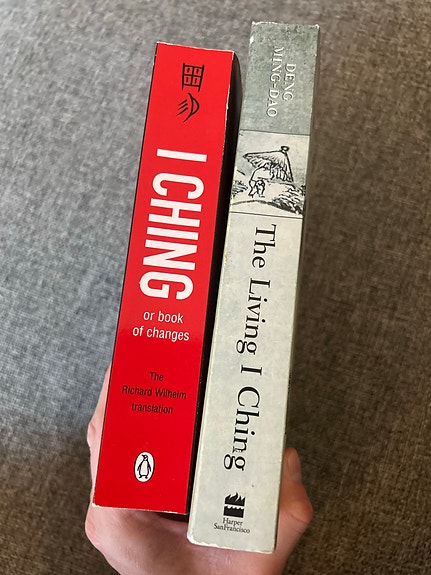 I CHING
or book
of changes
The
Richard Wilhelm
translation
DENG
MING-DAO
The Living I Ching
Harper
SanFrancisco